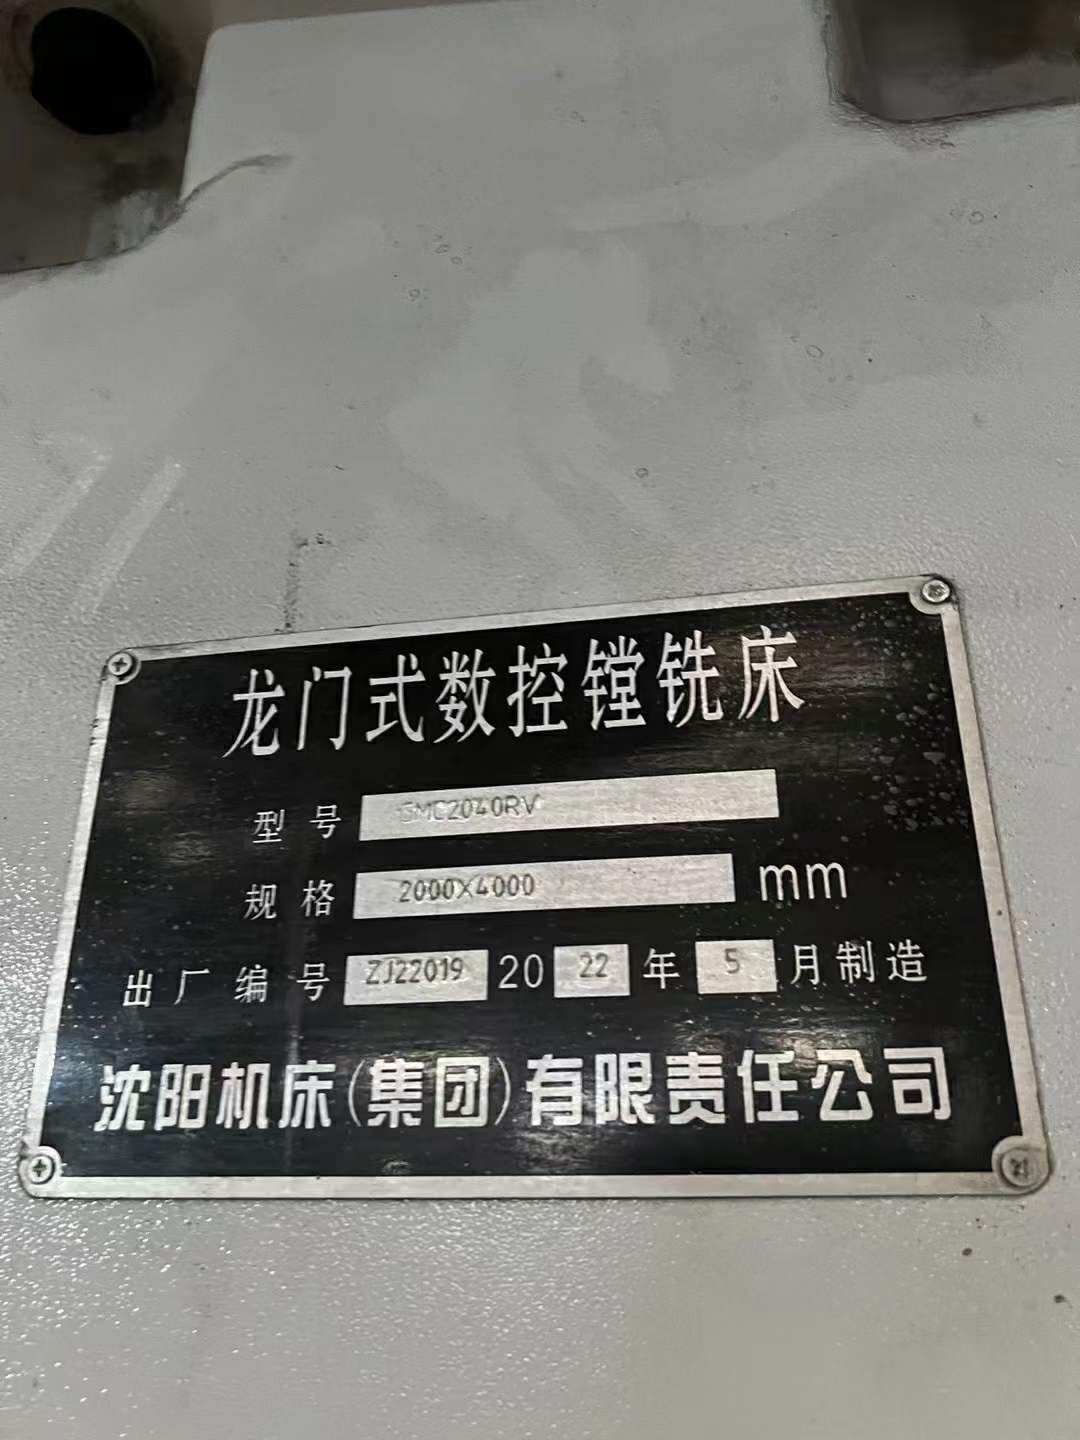 龙门式数控镗铣床
型号 GMC2040RV
规格 2000X4000 mm
出厂编号 ZJ22019 2022年5月制造
沈阳机床(集团)有限责任公司